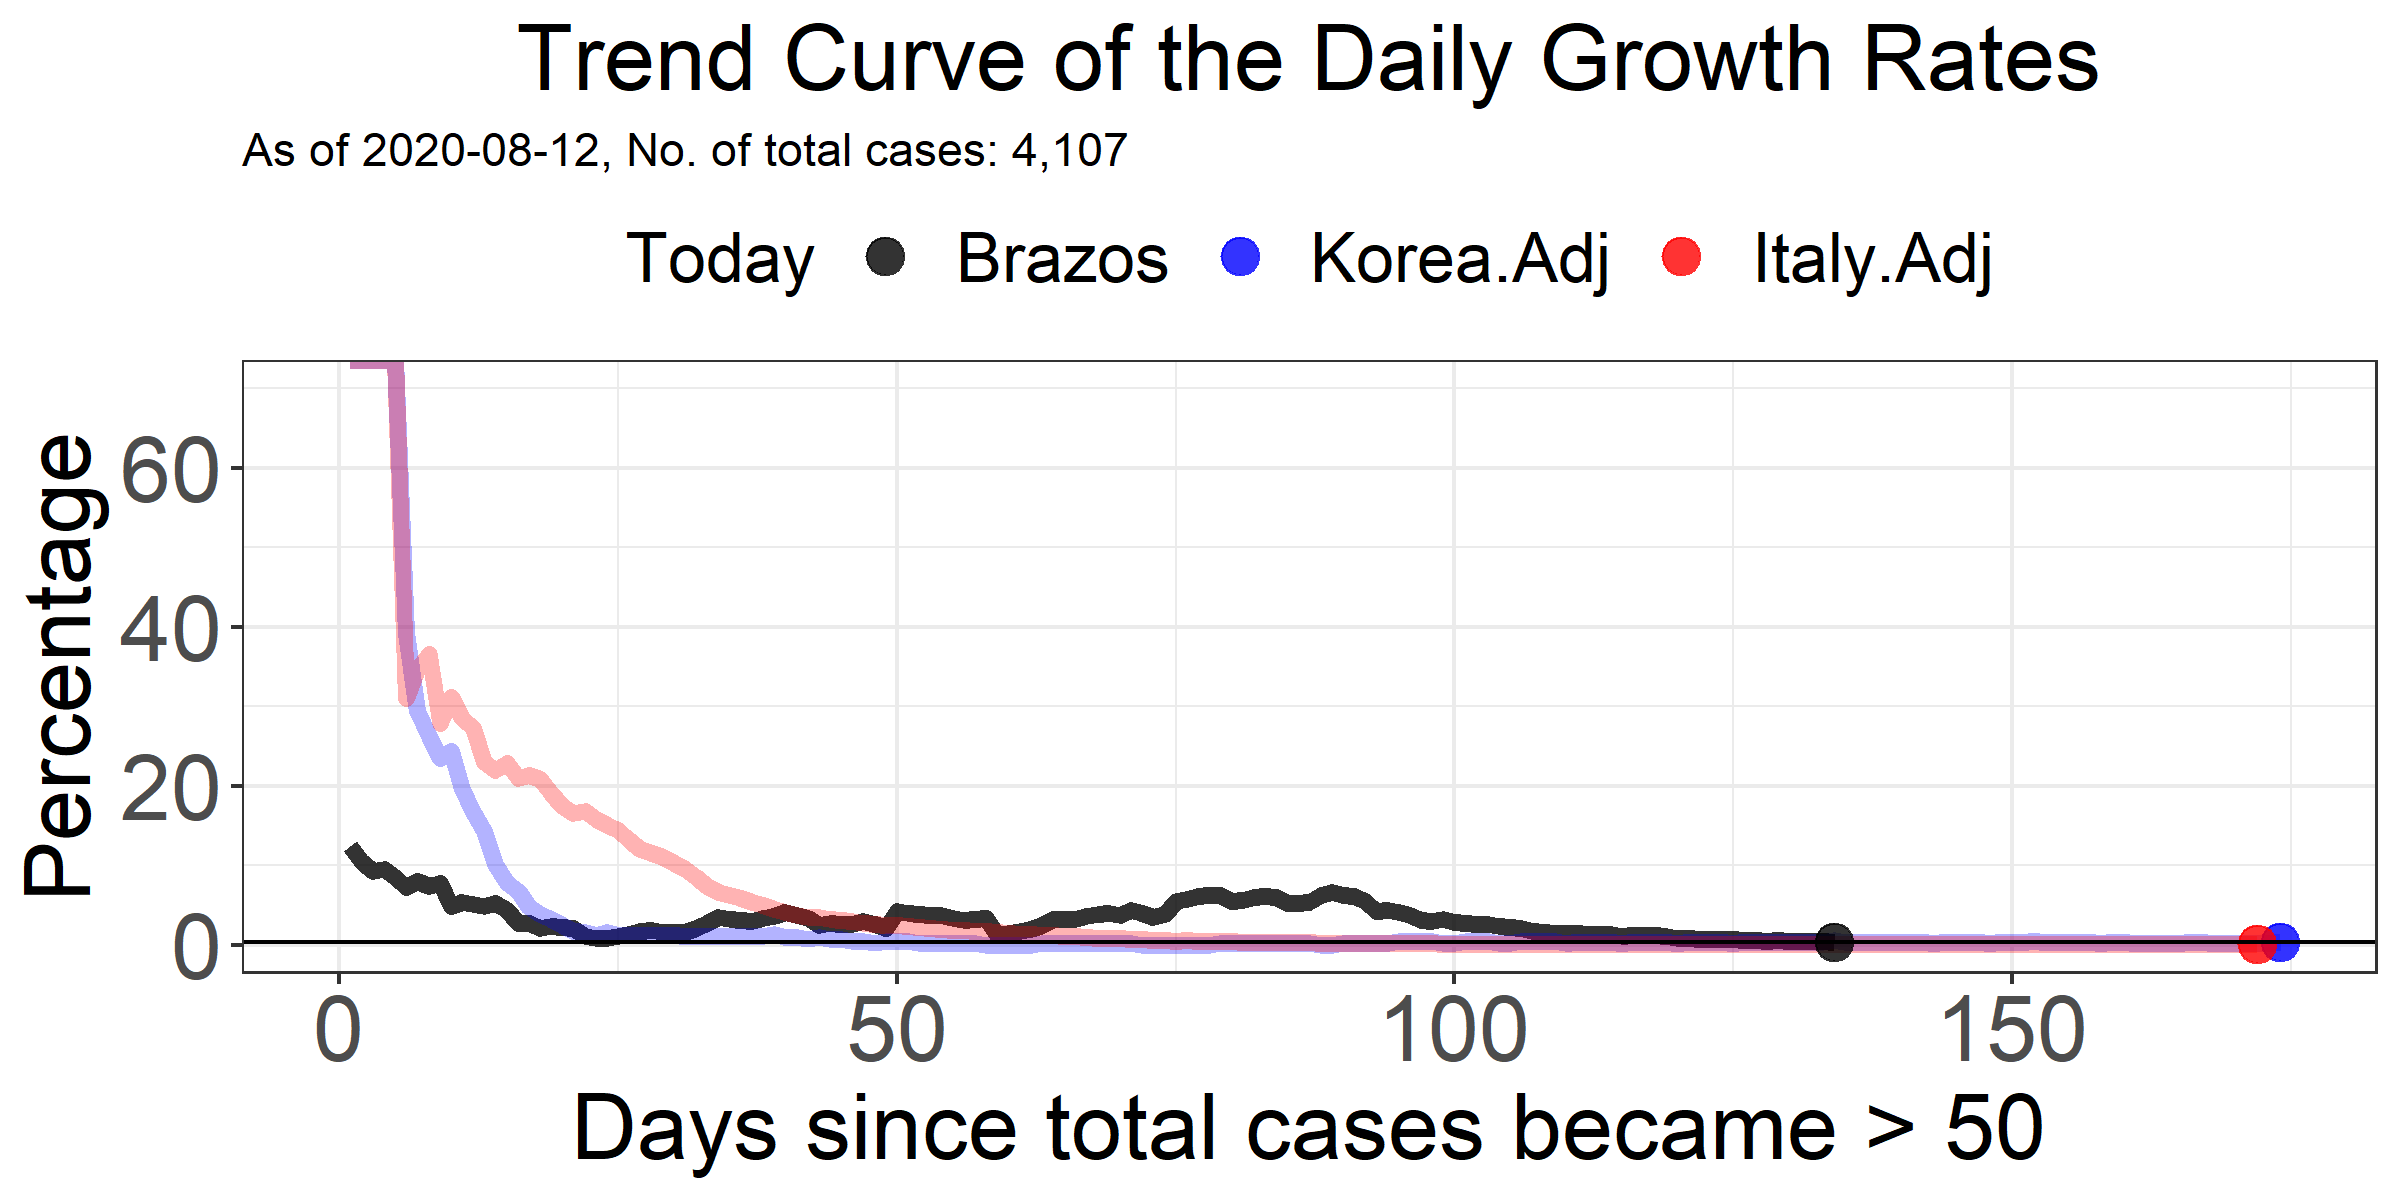 Trend Curve of the Daily Growth Rates
As of 2020-08-12, No. of total cases: 4,107
Today Brazos Korea.Adj Italy.Adj
Percentage
60
40
20
0
0 50 100 150
Days since total cases became > 50